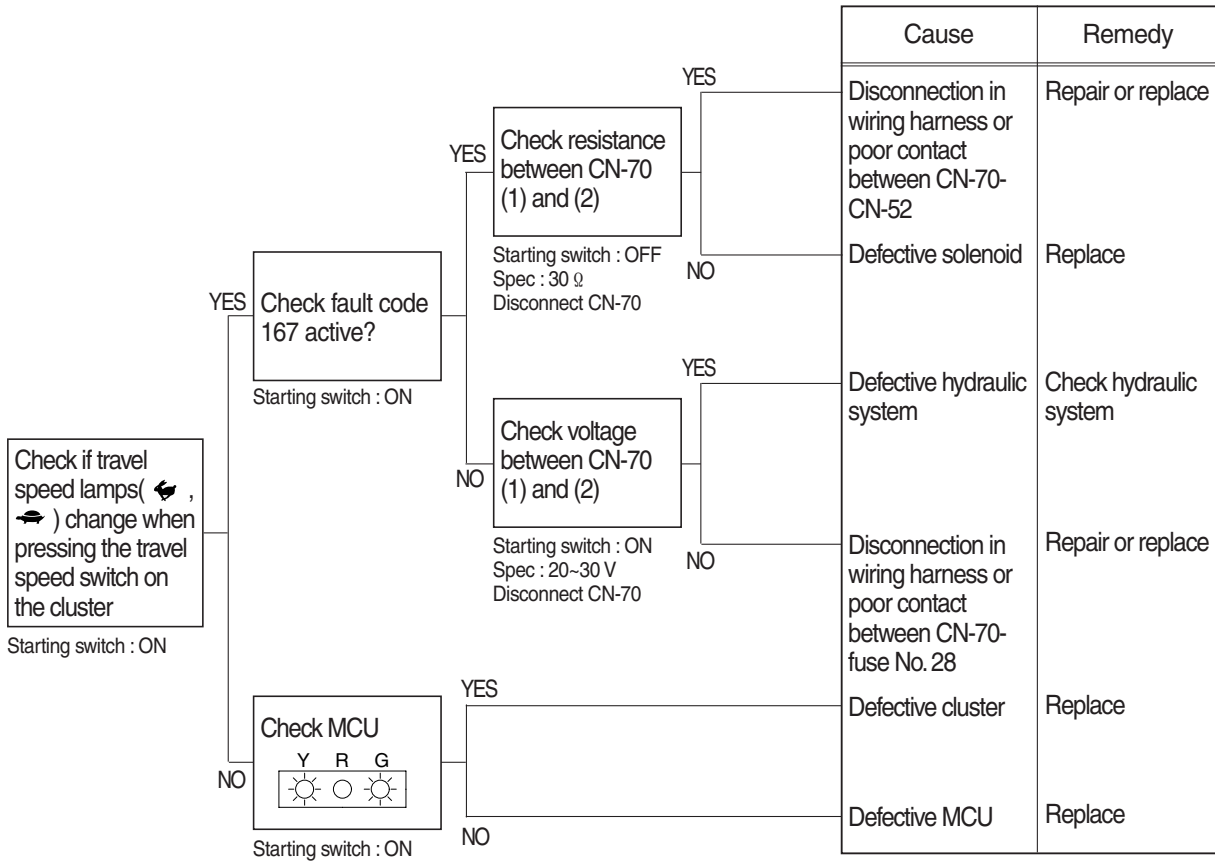 Cause
Remedy
YES
Disconnection in
wiring harness or
poor contact
between CN-70-
CN-52
Repair or replace
YES
Check resistance
between CN-70
(1) and (2)
Starting switch : OFF
Spec : 30 Ω
Disconnect CN-70
NO
Defective solenoid
Replace
YES
Check fault code
167 active?
Starting switch : ON
YES
Defective hydraulic
system
Check hydraulic
system
NO
Check voltage
between CN-70
(1) and (2)
Starting switch : ON
Spec : 20~30 V
Disconnect CN-70
NO
Disconnection in
wiring harness or
poor contact
between CN-70-
fuse No. 28
Repair or replace
Check if travel
speed lamps( ,
) change when
pressing the travel
speed switch on
the cluster
Starting switch : ON
YES
Defective cluster
Replace
NO
Check MCU
Y R G
Starting switch : ON
NO
Defective MCU
Replace